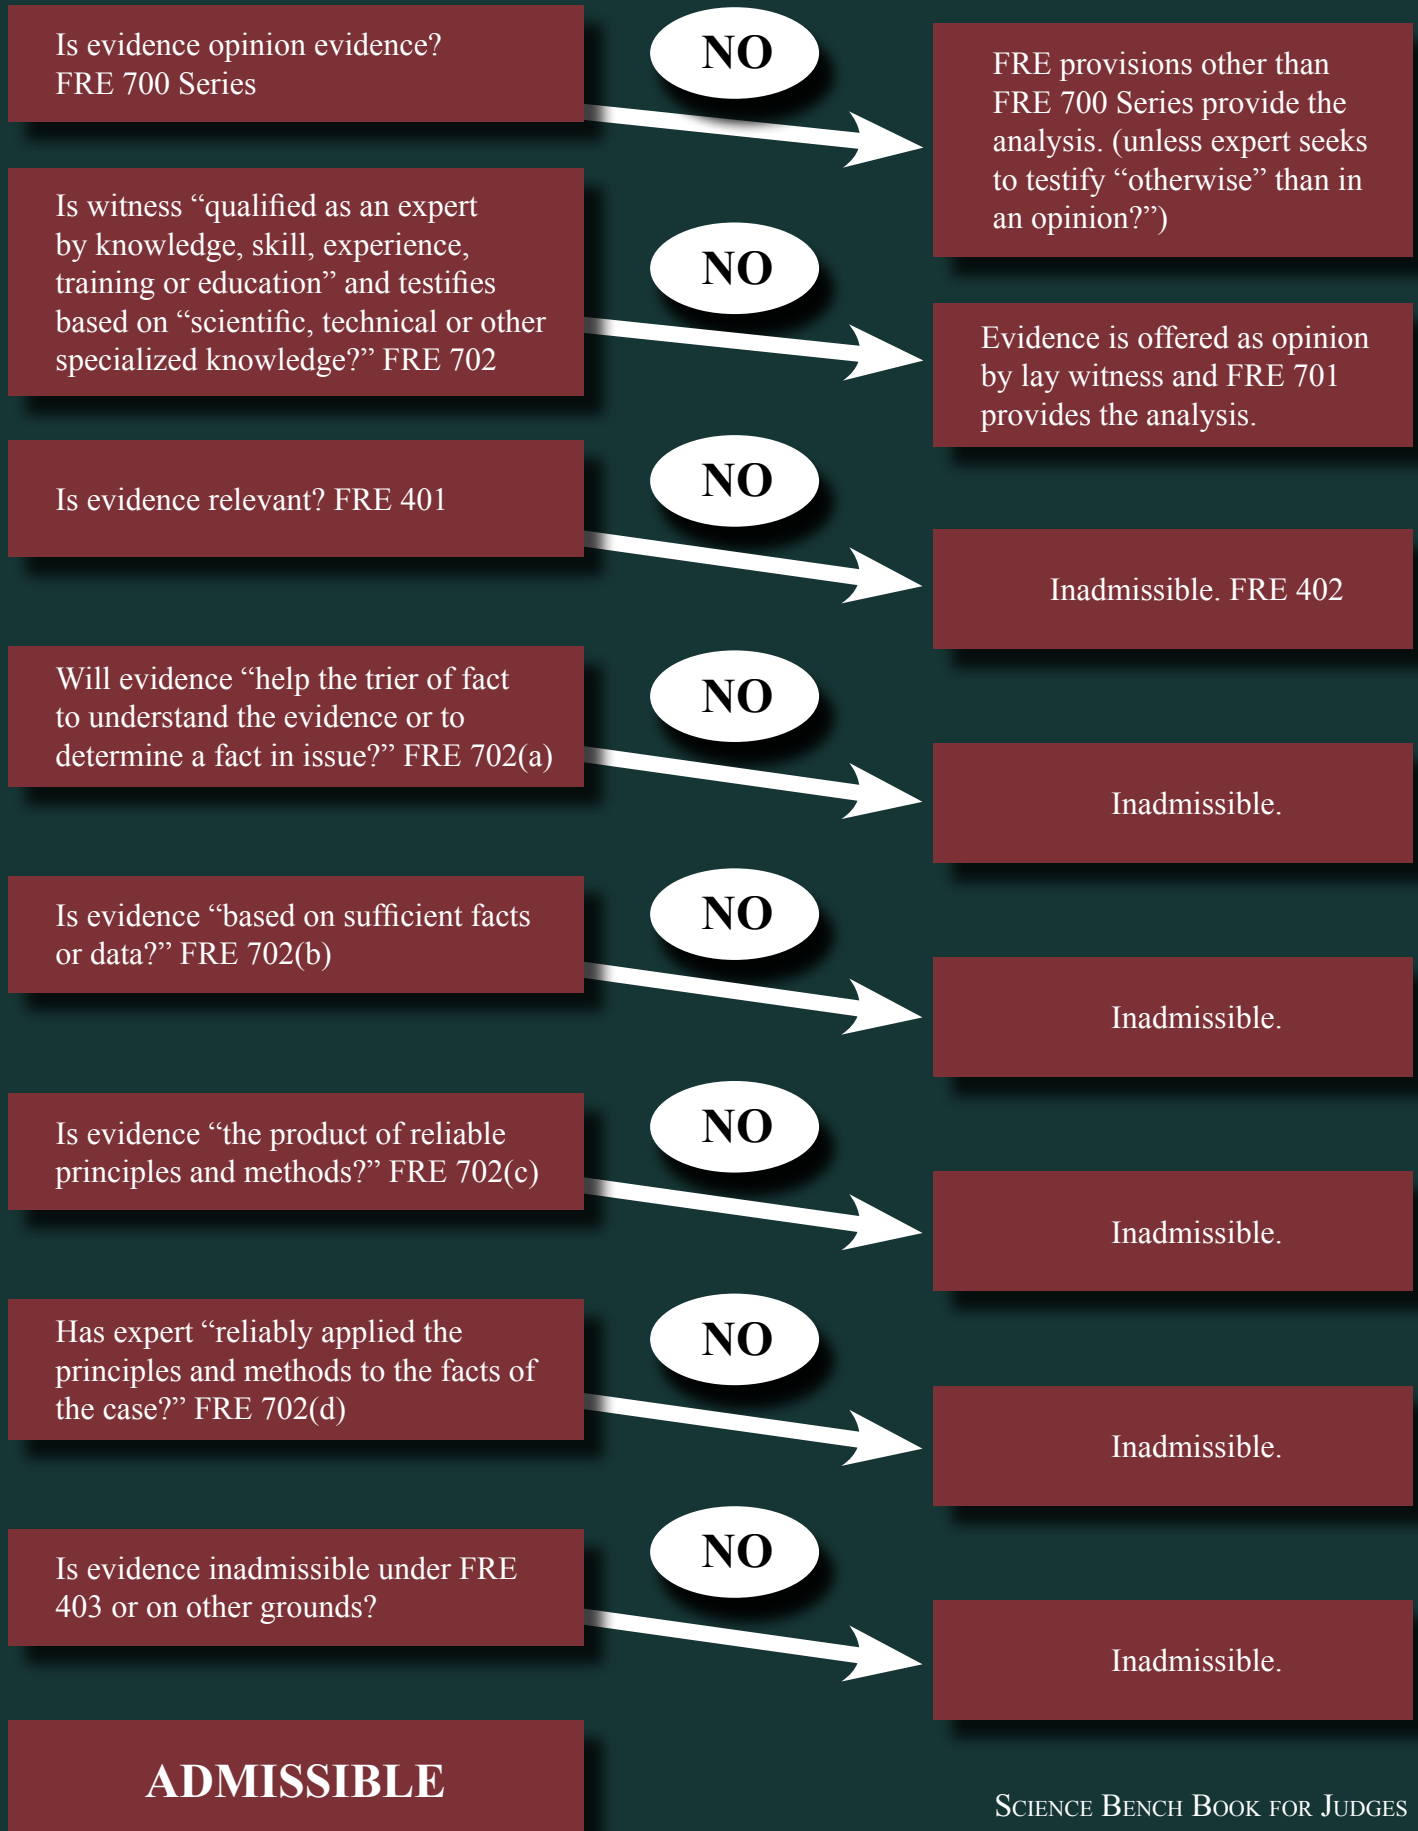 Is evidence opinion evidence?
FRE 700 Series
NO
FRE provisions other than
FRE 700 Series provide the
analysis. (unless expert seeks
to testify “otherwise” than in
an opinion?”)
Is witness “qualified as an expert
by knowledge, skill, experience,
training or education” and testifies
based on “scientific, technical or other
specialized knowledge?” FRE 702
NO
Evidence is offered as opinion
by lay witness and FRE 701
provides the analysis.
Is evidence relevant? FRE 401
NO
Inadmissible. FRE 402
Will evidence “help the trier of fact
to understand the evidence or to
determine a fact in issue?” FRE 702(a)
NO
Inadmissible.
Is evidence “based on sufficient facts
or data?” FRE 702(b)
NO
Inadmissible.
Is evidence “the product of reliable
principles and methods?” FRE 702(c)
NO
Inadmissible.
Has expert “reliably applied the
principles and methods to the facts of
the case?” FRE 702(d)
NO
Inadmissible.
Is evidence inadmissible under FRE
403 or on other grounds?
NO
Inadmissible.
ADMISSIBLE
SCIENCE BENCH BOOK FOR JUDGES